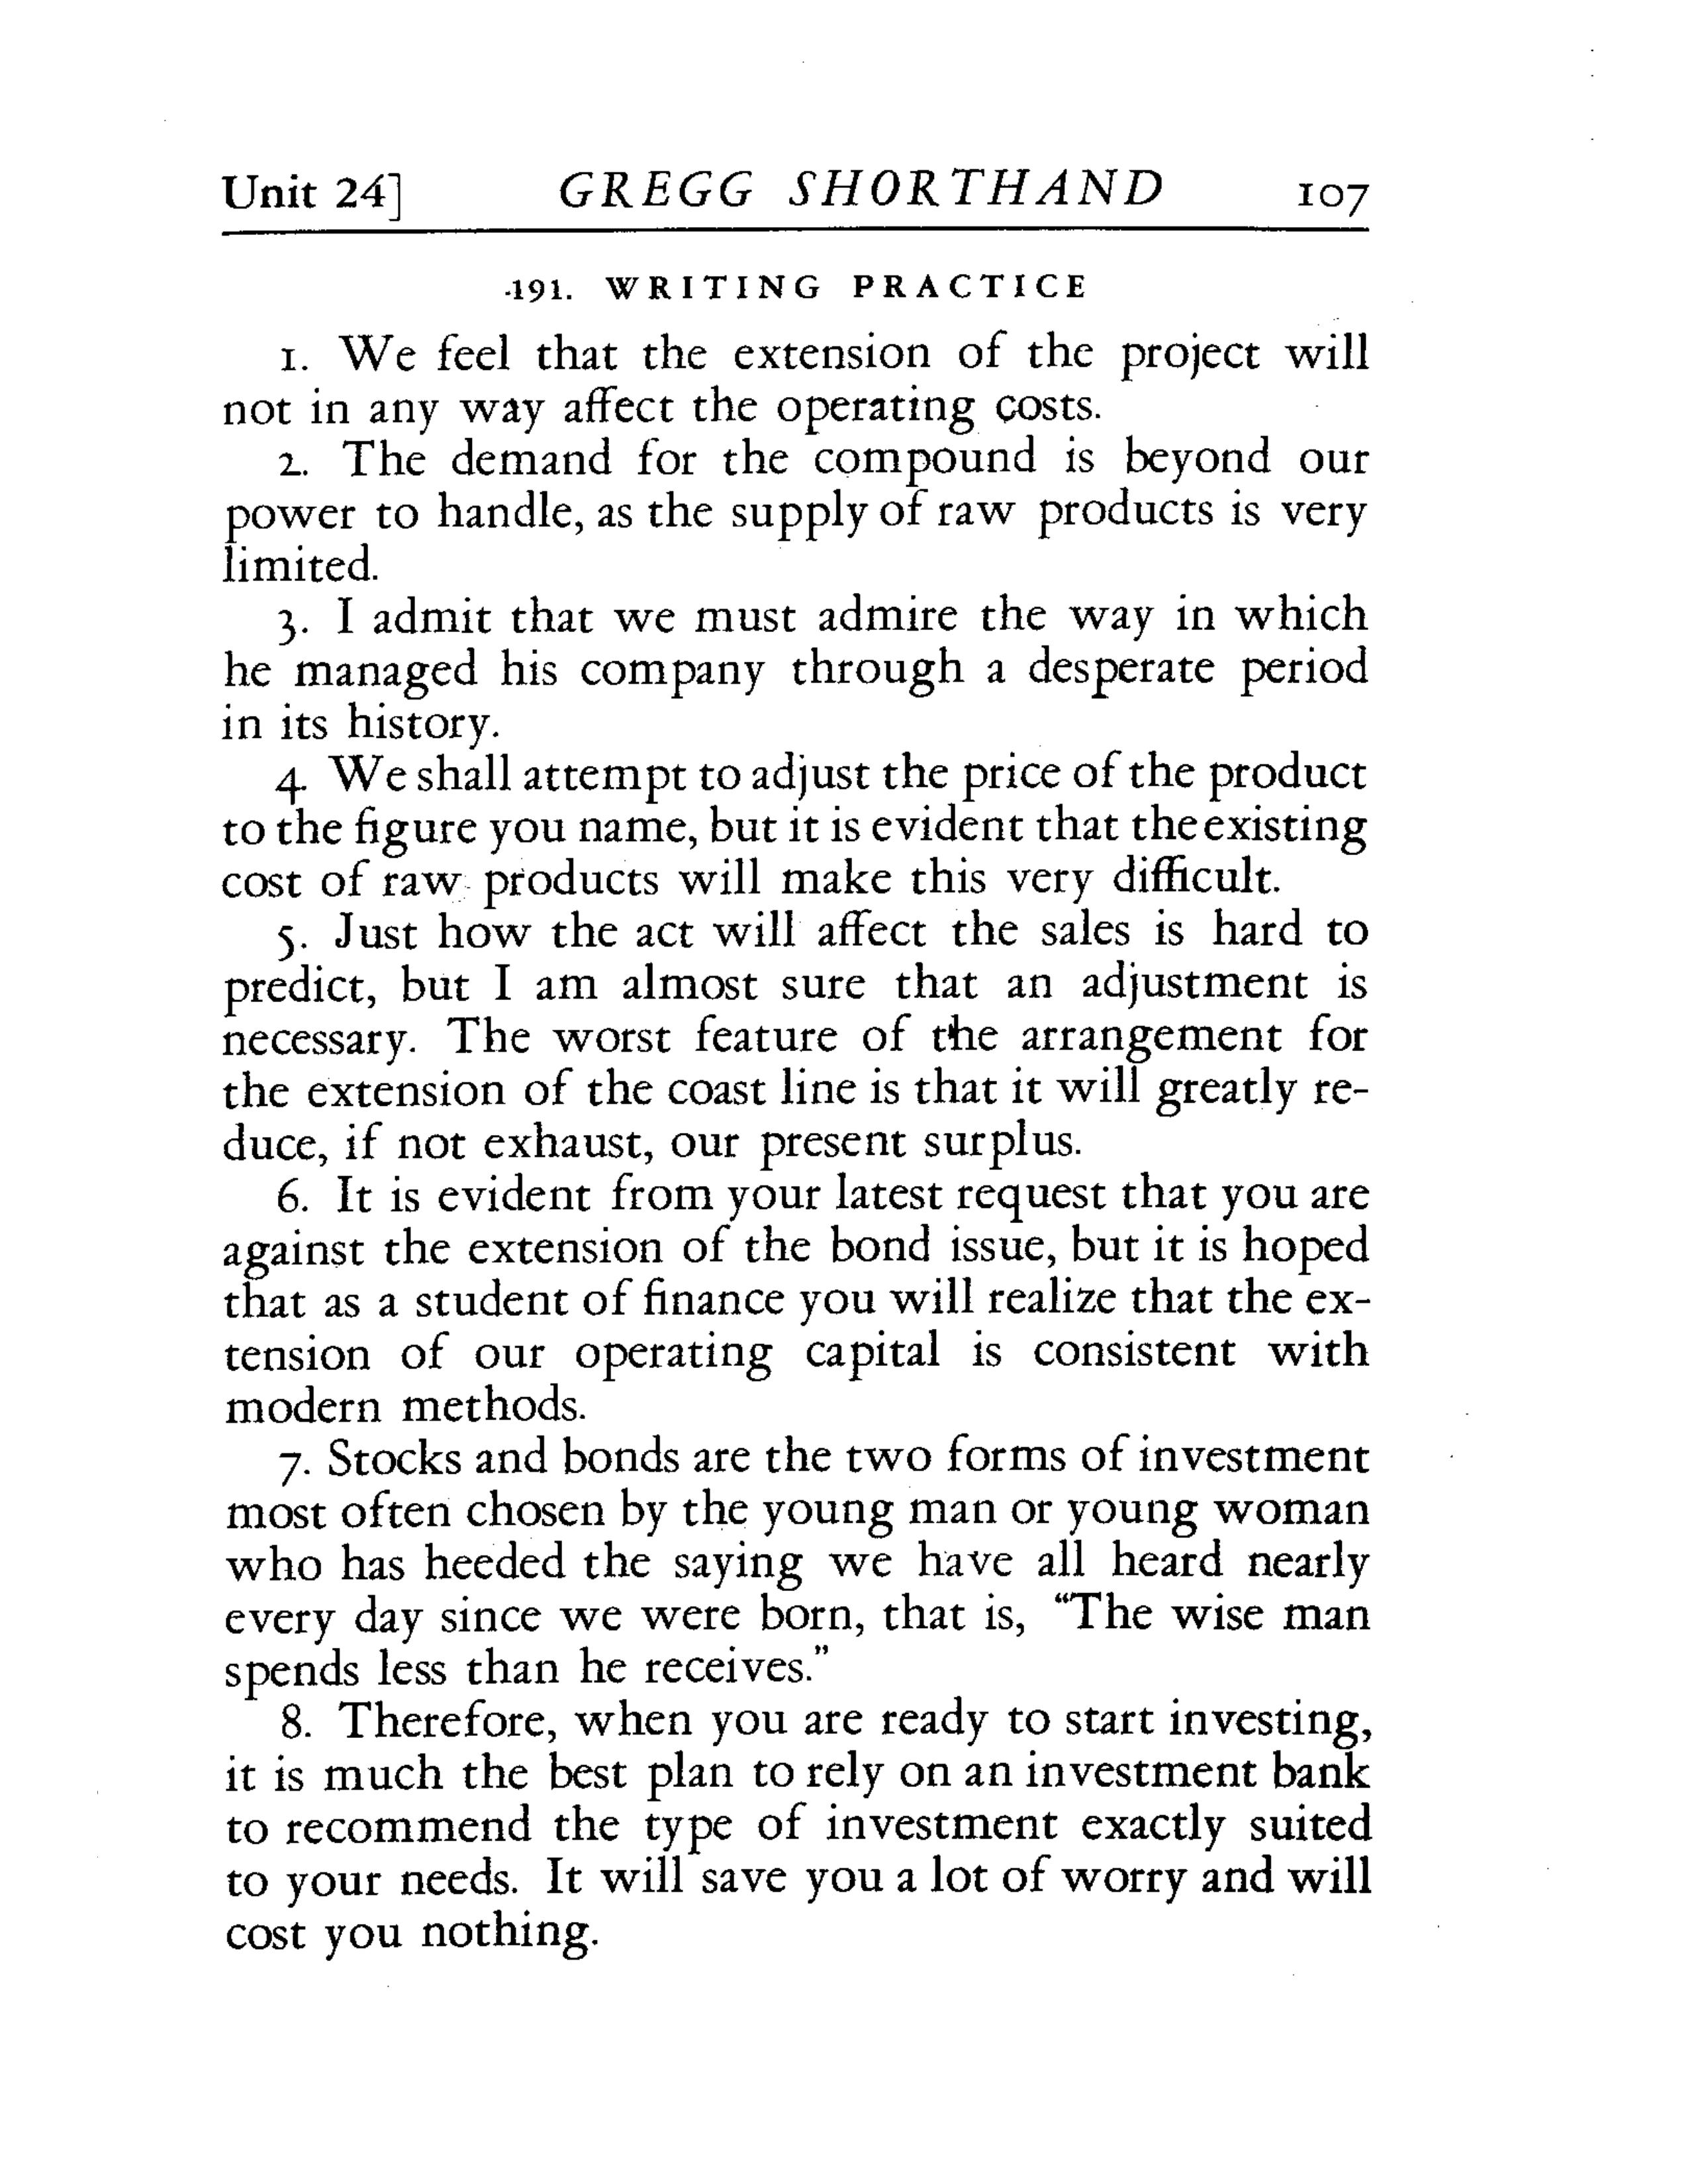 Unit 24] GREGG SHORTHAND 107
191. WRITING PRACTICE
1. We feel that the extension of the project will
not in any way affect the operating costs.
2. The demand for the compound is beyond our
power to handle, as the supply of raw products is very
limited.
3. I admit that we must admire the way in which
he managed his company through a desperate period
in its history.
4. We shall attempt to adjust the price of the product
to the figure you name, but it is evident that the existing
cost of raw products will make this very difficult.
5. Just how the act will affect the sales is hard to
predict, but I am almost sure that an adjustment is
necessary. The worst feature of the arrangement for
the extension of the coast line is that it will greatly re-
duce, if not exhaust, our present surplus.
6. It is evident from your latest request that you are
against the extension of the bond issue, but it is hoped
that as a student of finance you will realize that the ex-
tension of our operating capital is consistent with
modern methods.
7. Stocks and bonds are the two forms of investment
most often chosen by the young man or young woman
who has heeded the saying we have all heard nearly
every day since we were born, that is, “The wise man
spends less than he receives.”
8. Therefore, when you are ready to start investing,
it is much the best plan to rely on an investment bank
to recommend the type of investment exactly suited
to your needs. It will save you a lot of worry and will
cost you nothing.